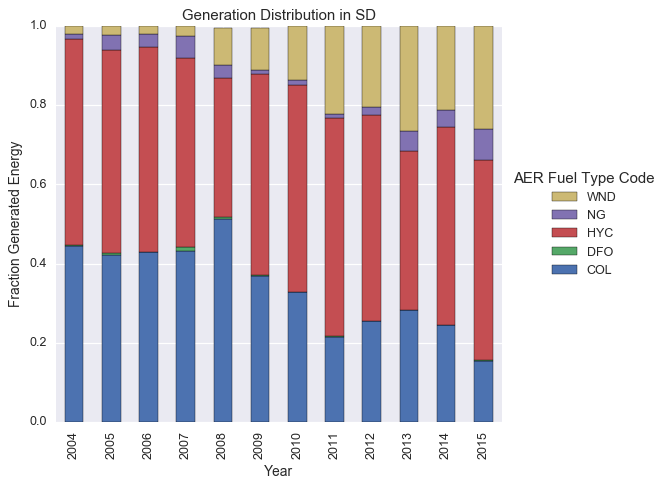 Generation Distribution in SD
1.0
0.8
0.6
0.4
0.2
0.0
Fraction Generated Energy
2004
2005
2006
2007
2008
2009
2010
2011
2012
2013
2014
2015
Year
AER Fuel Type Code
WND
NG
HYC
DFO
COL